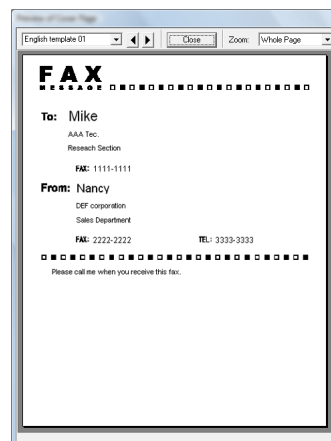 Preview of Cover Page
English template 01 Close Zoom: Whole Page
FAX
MESSAGE
To: Mike
AAA Tec.
Reseach Section
FAX: 1111-1111
From: Nancy
DEF corporation
Sales Department
FAX: 2222-2222 TEL: 3333-3333
Please call me when you receive this fax.